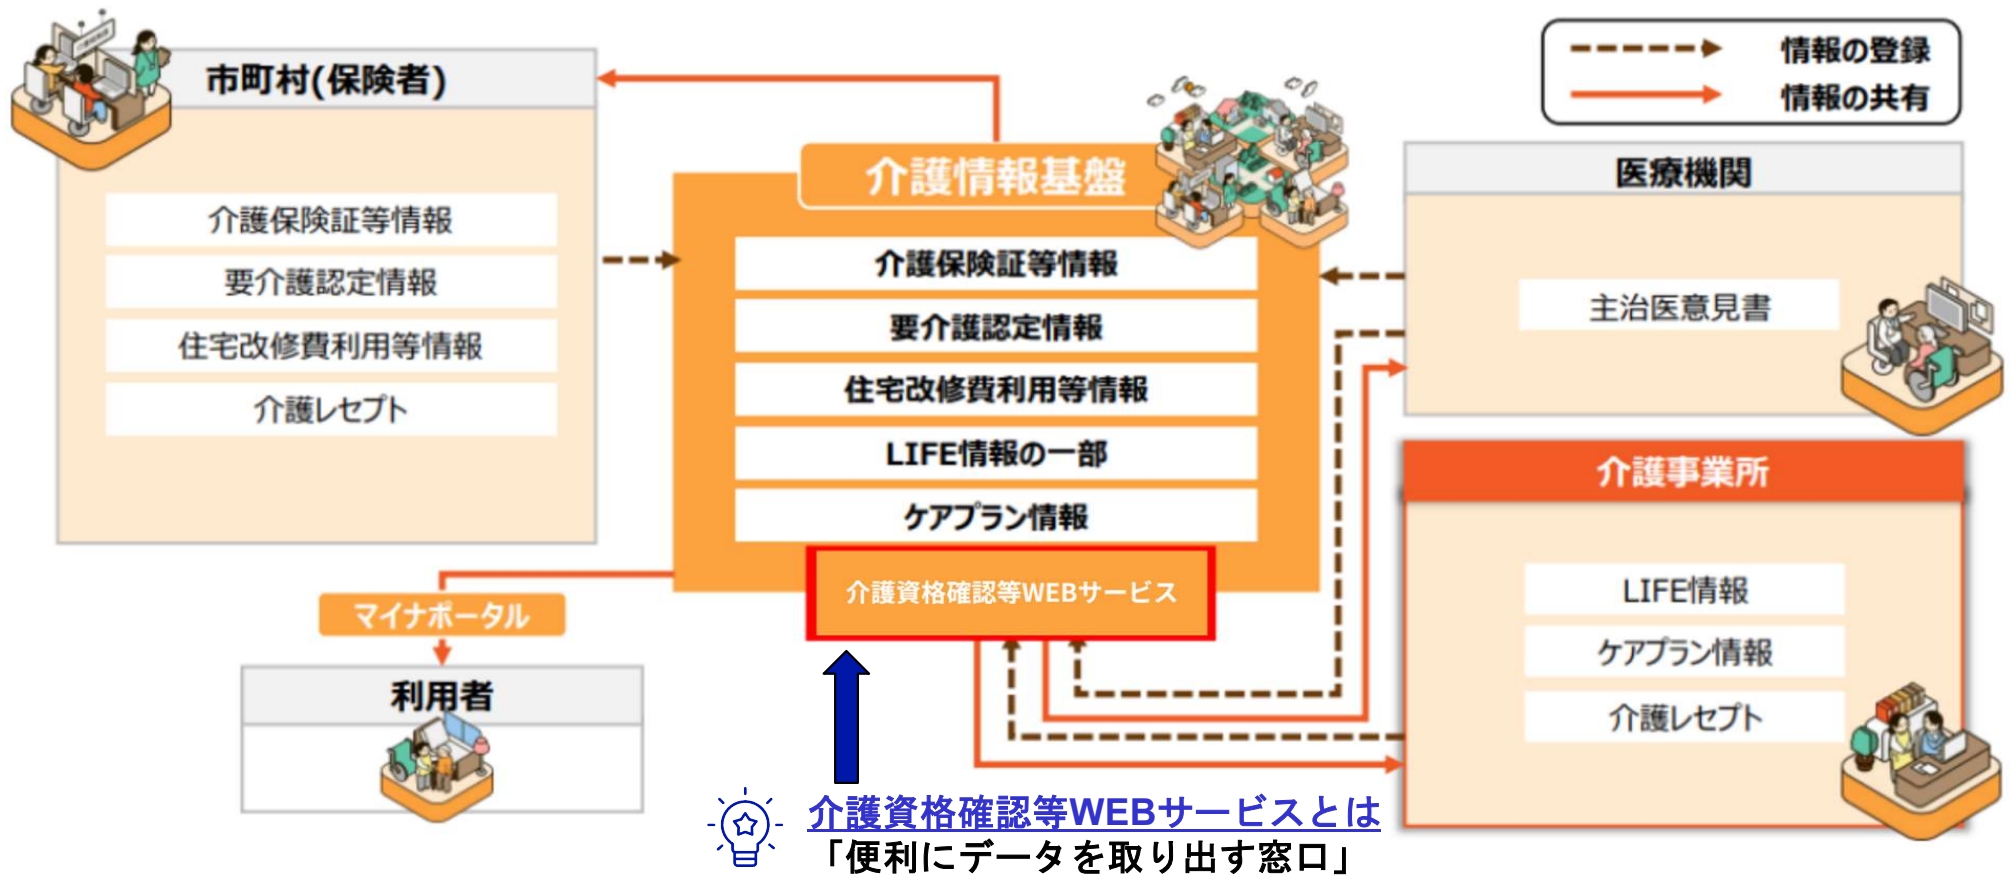 情報の登録
情報の共有
市町村(保険者)
介護保険証等情報
要介護認定情報
住宅改修費利用等情報
介護レセプト
介護情報基盤
介護保険証等情報
要介護認定情報
住宅改修費利用等情報
LIFE情報の一部
ケアプラン情報
介護資格確認等WEBサービス
医療機関
主治医意見書
介護事業所
LIFE情報
ケアプラン情報
介護レセプト
マイナポータル
利用者
介護資格確認等WEBサービスとは
「便利にデータを取り出す窓口」